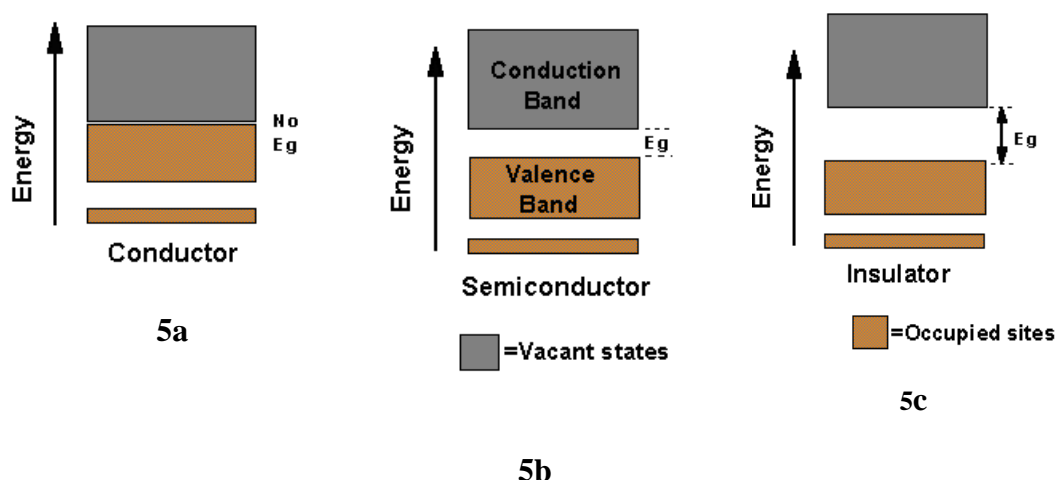 Energy
No
Eg
Conductor
5a
Energy
Conduction
Band
Eg
Valence
Band
Semiconductor
=Vacant states
5b
Energy
Eg
Insulator
=Occupied sites
5c